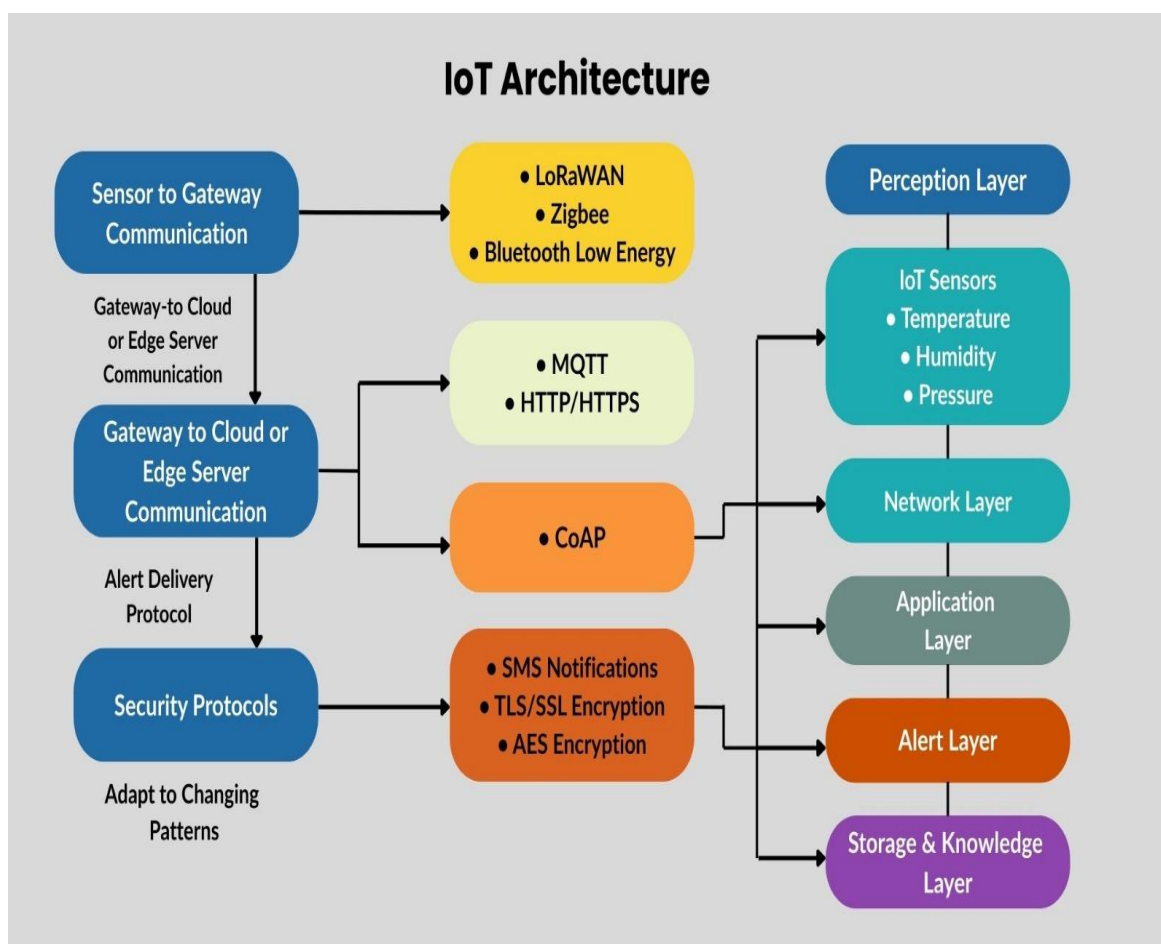 IoT Architecture
Sensor to Gateway
Communication
Gateway-to Cloud
or Edge Server
Communication
Gateway to Cloud or
Edge Server
Communication
Alert Delivery
Protocol
Security Protocols
Adapt to Changing
Patterns
● LoRaWAN
● Zigbee
● Bluetooth Low Energy
● MQTT
● HTTP/HTTPS
● CoAP
● SMS Notifications
● TLS/SSL Encryption
● AES Encryption
Perception Layer
IoT Sensors
● Temperature
● Humidity
● Pressure
Network Layer
Application
Layer
Alert Layer
Storage & Knowledge
Layer